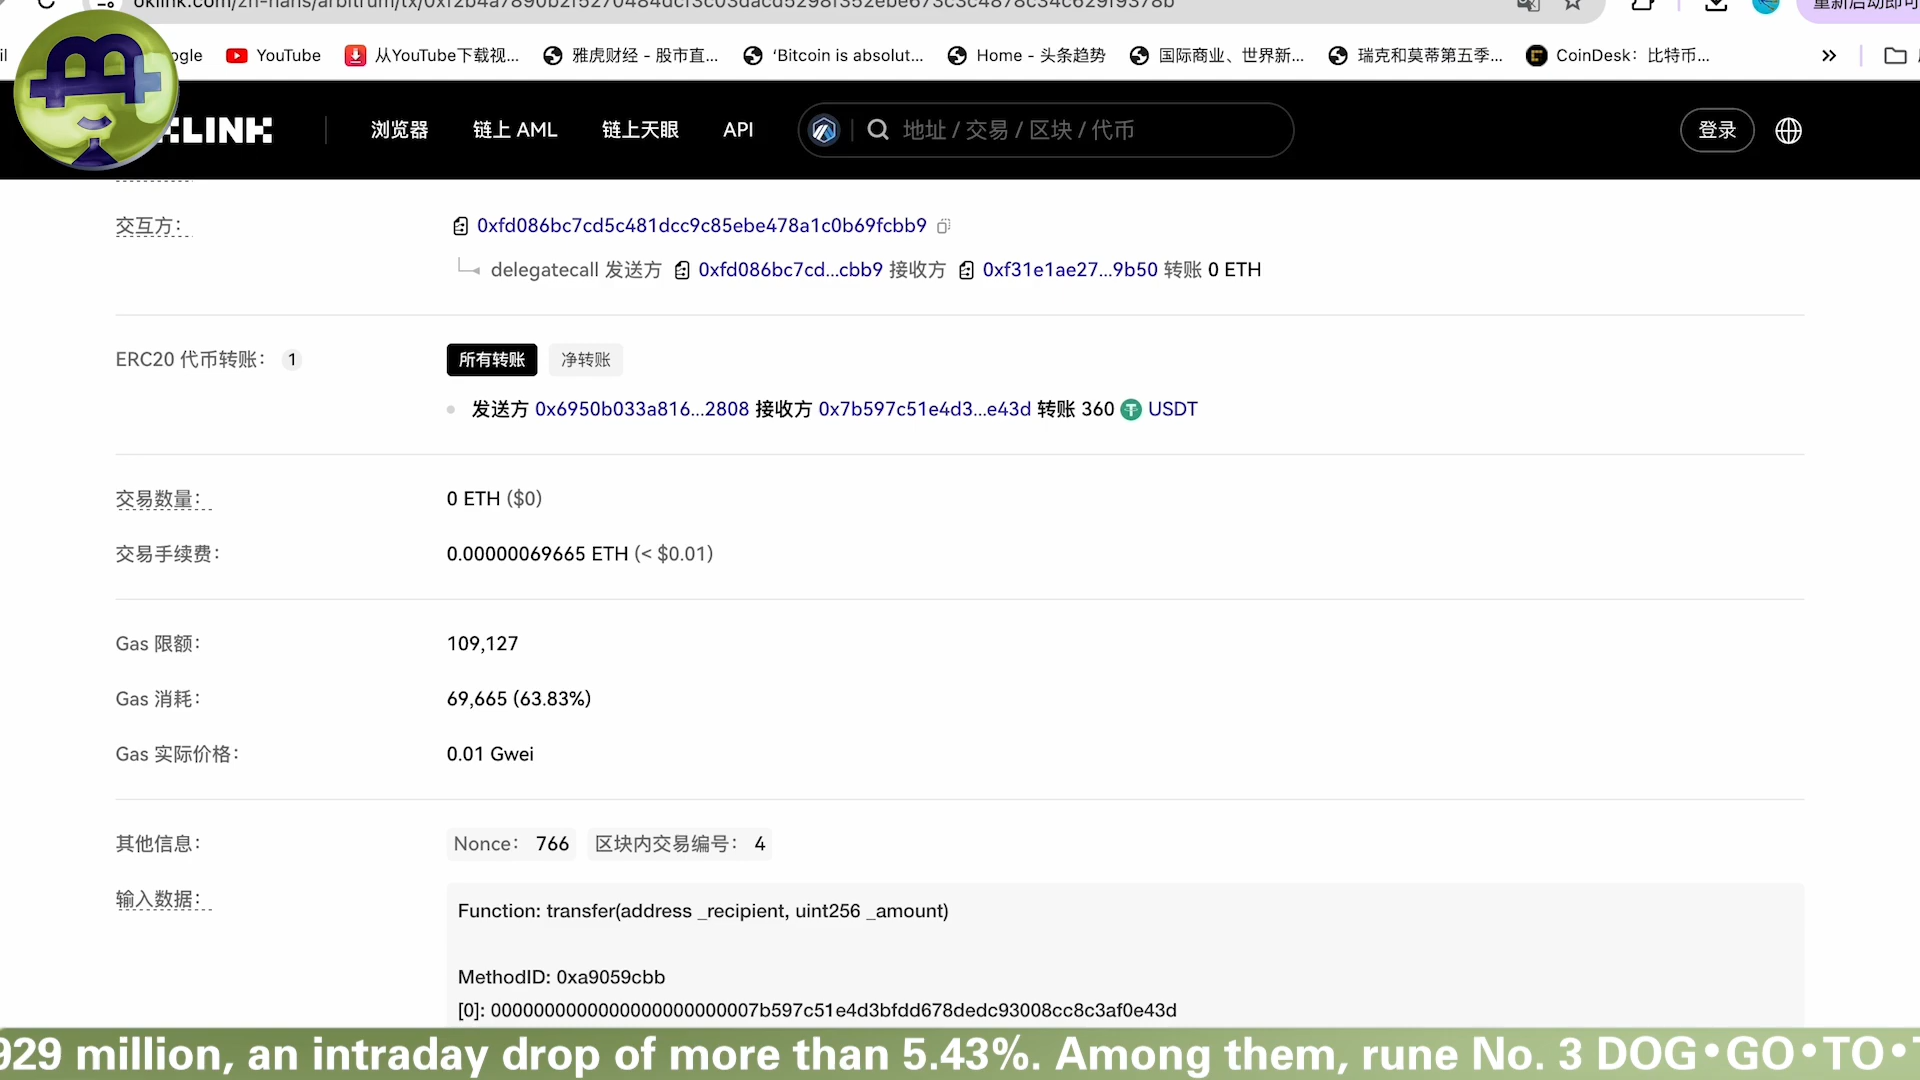 YouTube
从YouTube下载视...
雅虎财经 - 股市直...
‘Bitcoin is absolut...
Home - 头条趋势
国际商业、世界新...
瑞克和莫蒂第五季...
CoinDesk：比特币...
»
KLINK
浏览器
链上 AML
链上天眼
API
地址 / 交易 / 区块 / 代币
登录
交互方：
0xfd086bc7cd5c481dcc9c85ebe478a1c0b69fcbb9
delegatecall 发送方 0xfd086bc7cd...cbb9 接收方 0xf31e1ae27...9b50 转账 0 ETH
ERC20 代币转账： 1
所有转账 净转账
发送方 0x6950b033a816...2808 接收方 0x7b597c51e4d3...e43d 转账 360 USDT
交易数量： 0 ETH ($0)
交易手续费： 0.00000069665 ETH (< $0.01)
Gas 限额： 109,127
Gas 消耗： 69,665 (63.83%)
Gas 实际价格： 0.01 Gwei
其他信息： Nonce： 766 区块内交易编号： 4
输入数据：
Function: transfer(address _recipient, uint256 _amount)
MethodID: 0xa9059cbb
[0]: 0000000000000000000000007b597c51e4d3bfdd678dedc93008cc8c3af0e43d
929 million, an intraday drop of more than 5.43%. Among them, rune No. 3 DOG•GO•TO•